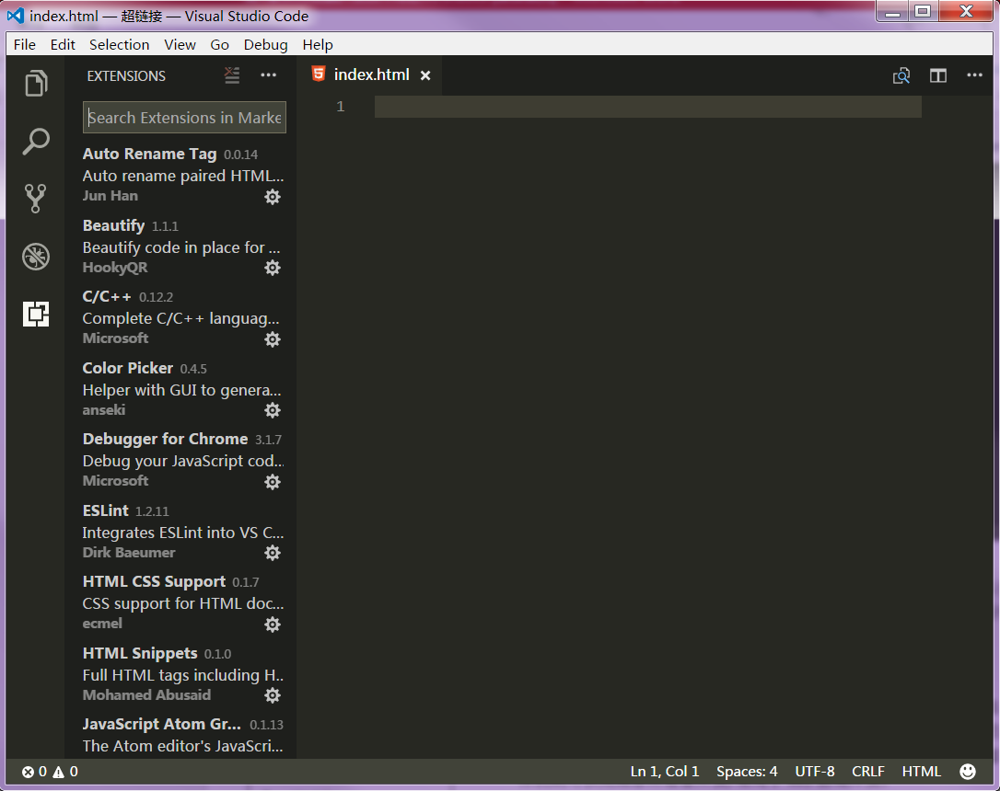 index.html — 超链接 — Visual Studio Code
File Edit Selection View Go Debug Help
EXTENSIONS
index.html
Search Extensions in Marke
1
Auto Rename Tag 0.0.14
Auto rename paired HTML...
Jun Han
Beautify 1.1.1
Beautify code in place for ...
HookyQR
C/C++ 0.12.2
Complete C/C++ languag...
Microsoft
Color Picker 0.4.5
Helper with GUI to genera...
anseki
Debugger for Chrome 3.1.7
Debug your JavaScript cod...
Microsoft
ESLint 1.2.11
Integrates ESLint into VS C...
Dirk Baeumer
HTML CSS Support 0.1.7
CSS support for HTML doc...
ecmel
HTML Snippets 0.1.0
Full HTML tags including H..
Mohamed Abusaid
JavaScript Atom Gr... 0.1.13
The Atom editor's JavaScri...
0 0 Ln 1, Col 1 Spaces: 4 UTF-8 CRLF HTML